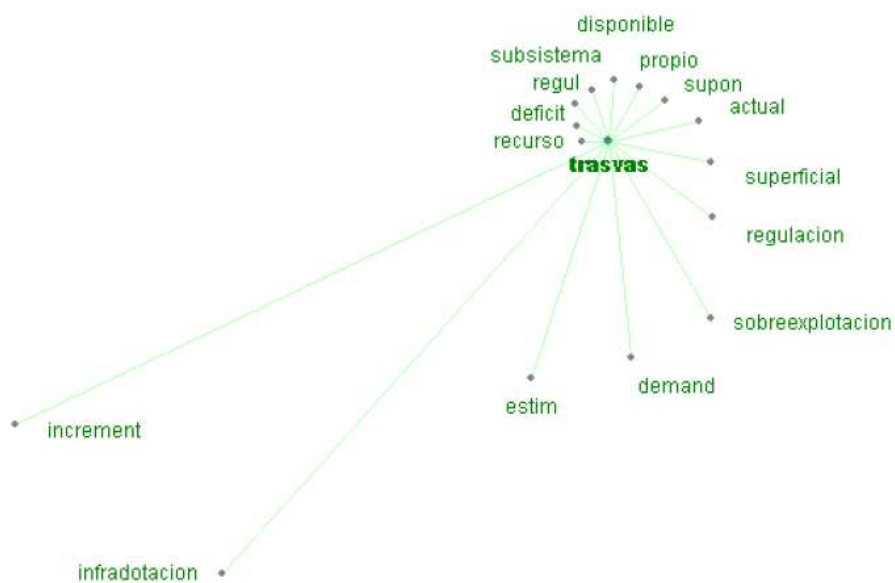 disponible
subsistema
propio
regul
supon
deficit
actual
recurso
trasvas
superficial
regulacion
sobreexplotacion
demand
estim
increment
infradotacion